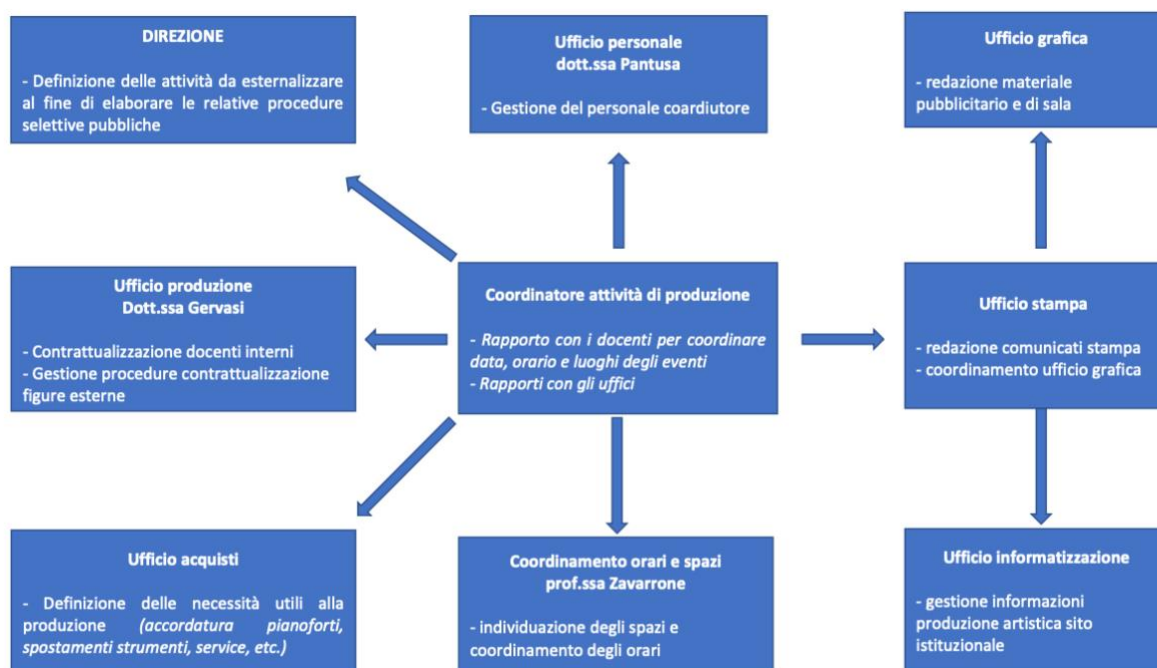 DIREZIONE
- Definizione delle attività da esternalizzare
al fine di elaborare le relative procedure
selettive pubbliche
Ufficio personale
dott.ssa Pantusa
- Gestione del personale coardiutore
Ufficio grafica
- redazione materiale
pubblicitario e di sala
Ufficio produzione
Dott.ssa Gervasi
- Contrattualizzazione docenti interni
- Gestione procedure contrattualizzazione
figure esterne
Coordinatore attività di produzione
- Rapporto con i docenti per coordinare
data, orario e luoghi degli eventi
- Rapporti con gli uffici
Ufficio stampa
- redazione comunicati stampa
- coordinamento ufficio grafica
Ufficio acquisti
- Definizione delle necessità utili alla
produzione (accordatura pianoforti,
spostamenti strumenti, service, etc.)
Coordinamento orari e spazi
prof.ssa Zavarrone
- individuazione degli spazi e
coordinamento degli orari
Ufficio informatizzazione
- gestione informazioni
produzione artistica sito
istituzionale